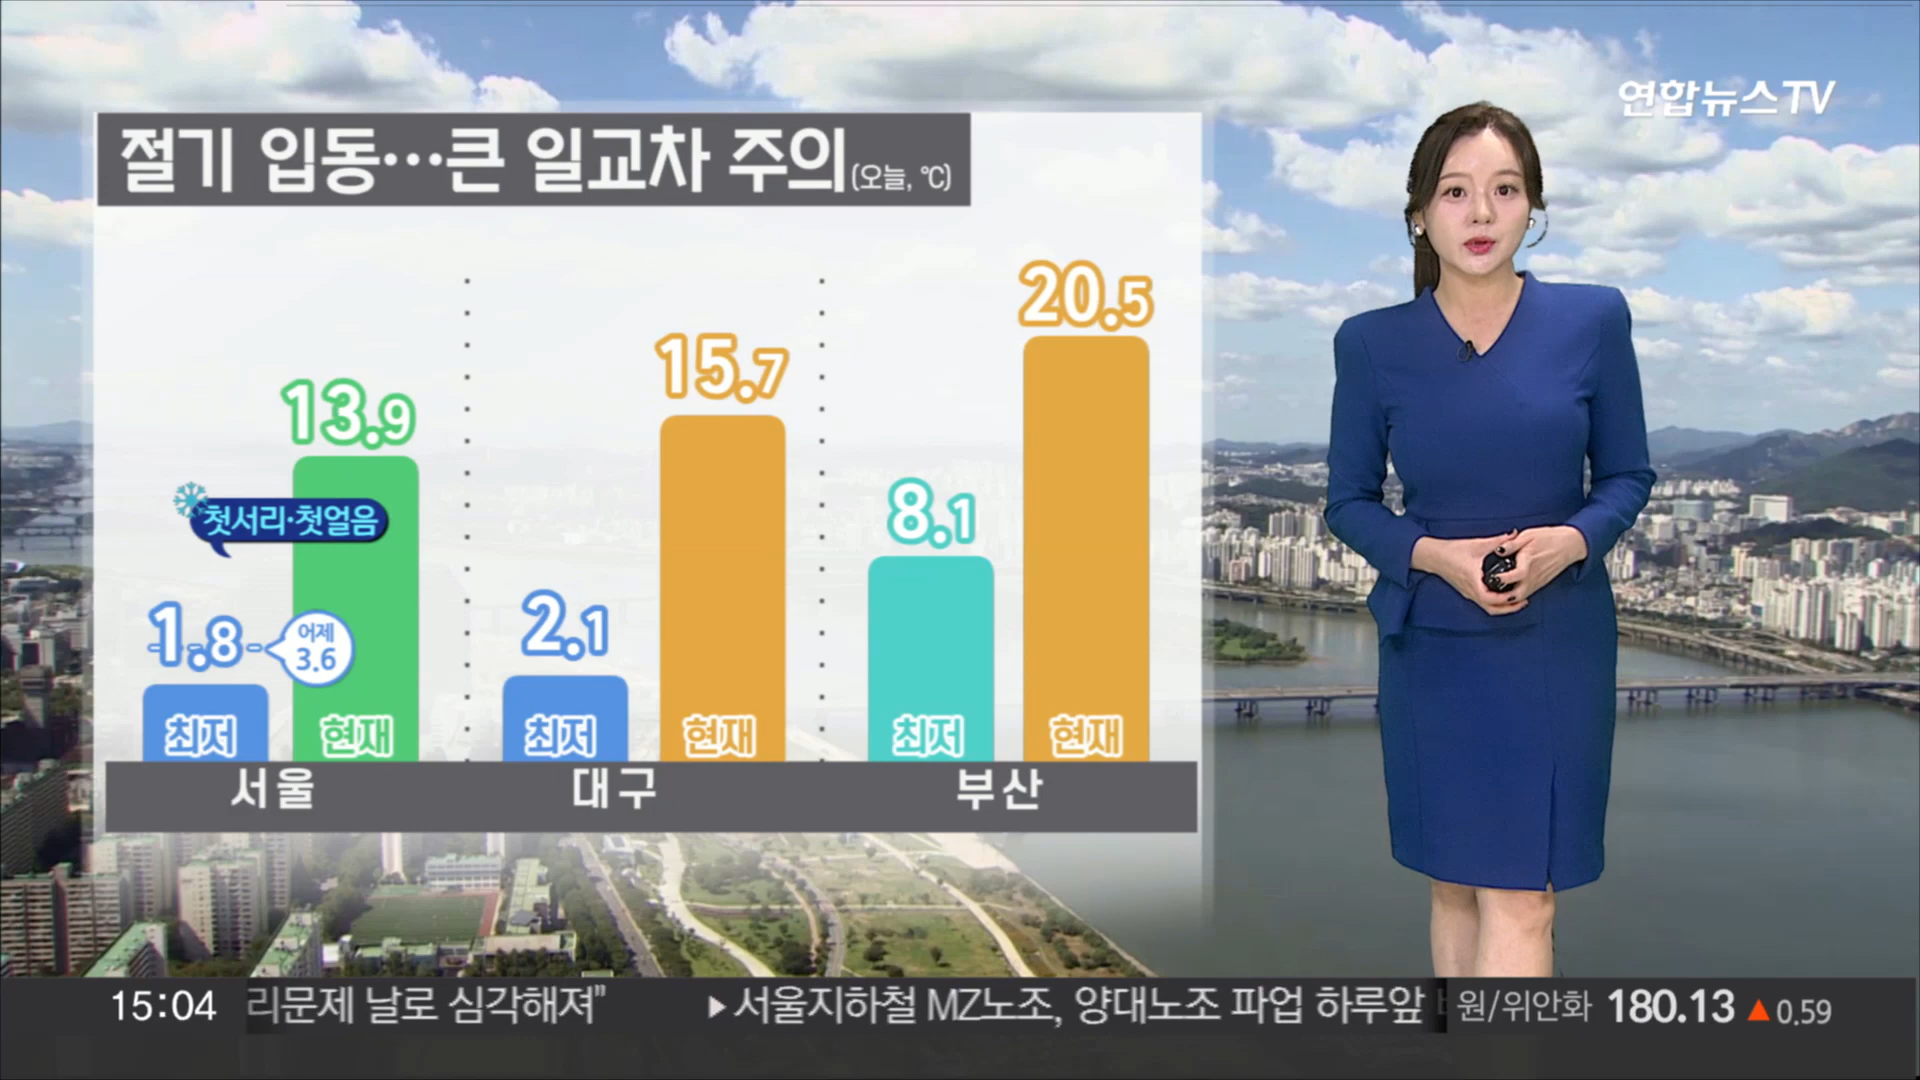 연합뉴스TV
절기 입동…큰 일교차 주의(오늘, ℃)
첫서리·첫얼음
1.8
어제
3.6
13.9
2.1
15.7
8.1
20.5
최저 현재 최저 현재 최저 현재
서울 대구 부산
15:04 리문제 날로 심각해져” ▶서울지하철 MZ노조, 양대노조 파업 하루앞 원/위안화 180.13 ▲0.59